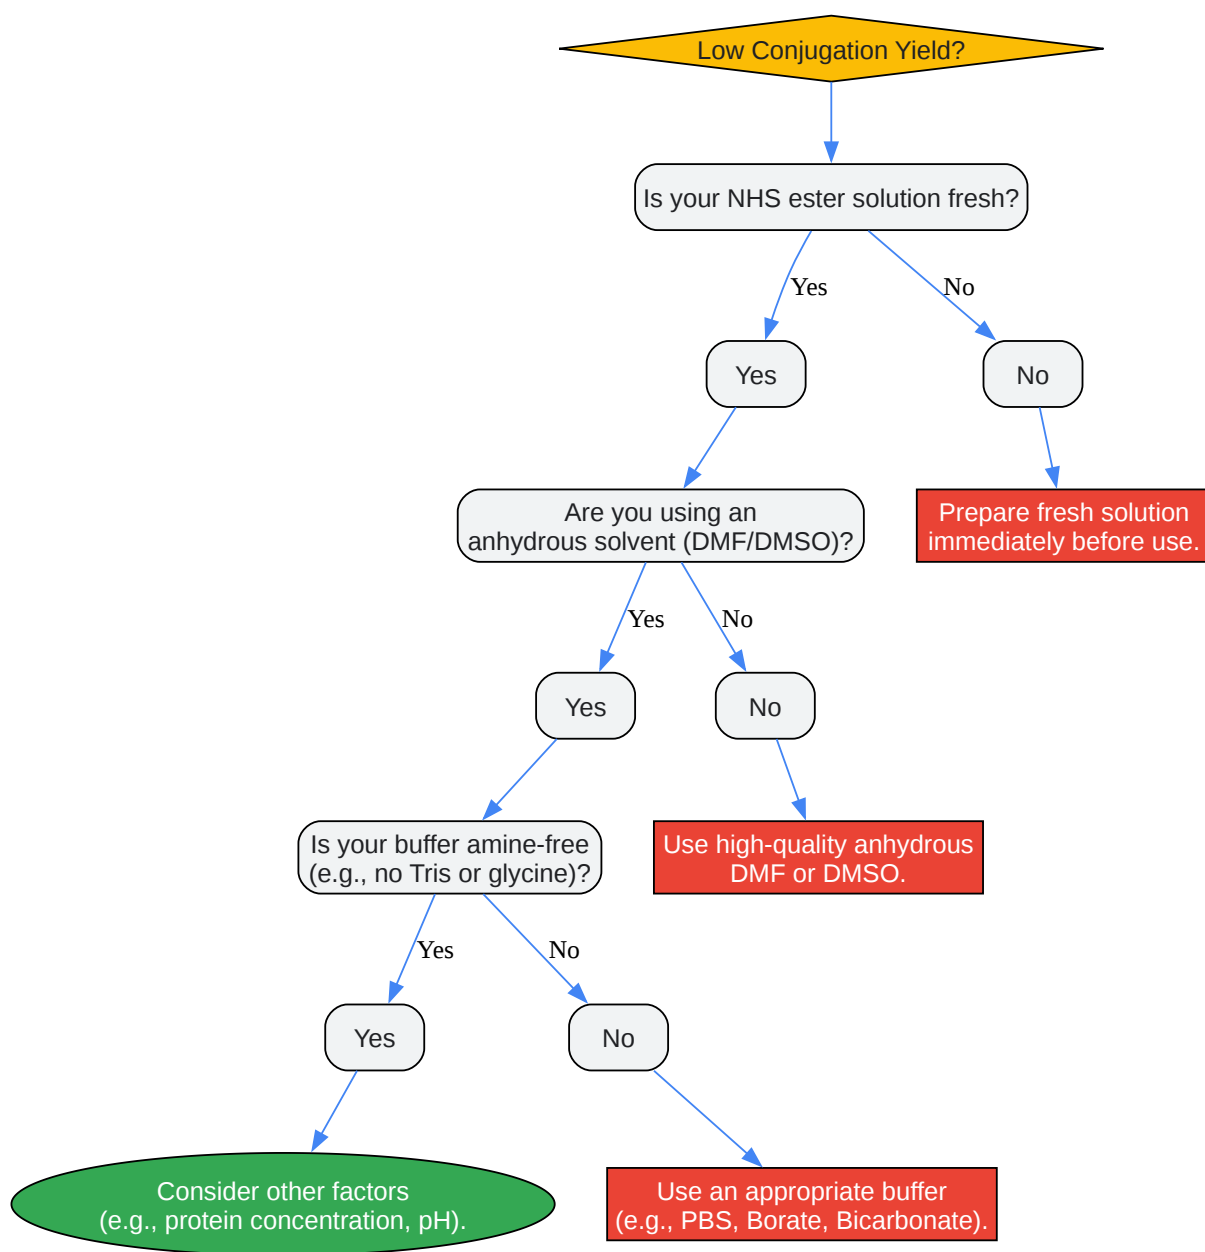 Low Conjugation Yield?
Is your NHS ester solution fresh?
Yes
No
Yes
No
Are you using an
anhydrous solvent (DMF/DMSO)?
Prepare fresh solution
immediately before use.
Yes
No
Yes
No
Is your buffer amine-free
(e.g., no Tris or glycine)?
Use high-quality anhydrous
DMF or DMSO.
Yes
No
Yes
No
Consider other factors
(e.g., protein concentration, pH).
Use an appropriate buffer
(e.g., PBS, Borate, Bicarbonate).